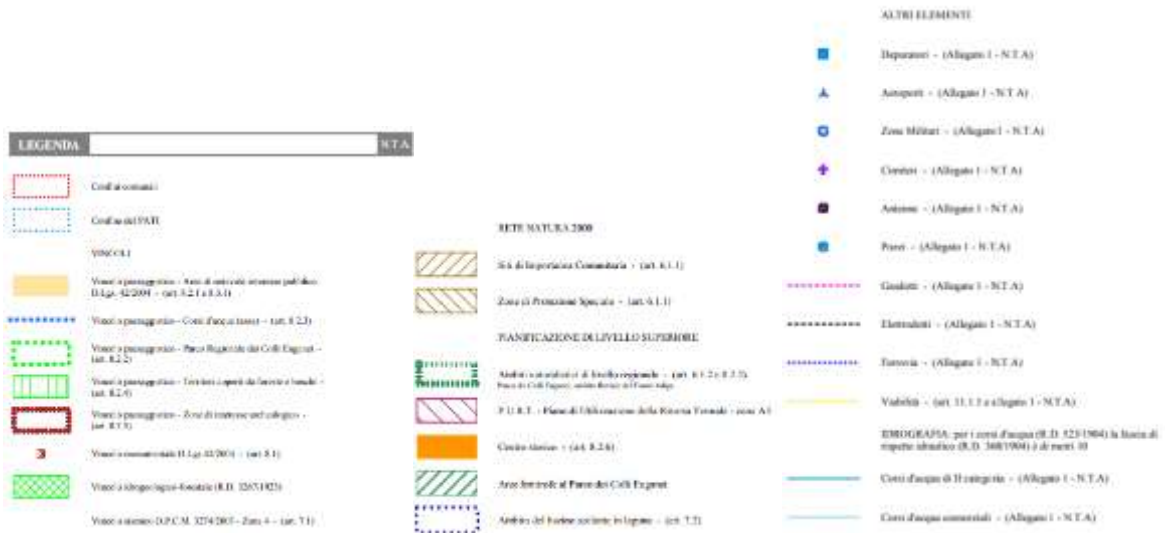 LEGENDA N.T.A.
Confini comunali
Confine del PATI
VINCOLI
Vincolo paesaggistico - Aree di notevole interesse pubblico
D.Lgs. 42/2004 - (art. 8.2.1 e 8.3.1)
Vincolo paesaggistico - Corsi d'acqua - (art. 8.2.3)
Vincolo paesaggistico - Parco Regionale dei Colli Euganei -
(art. 8.2.2)
Vincolo paesaggistico - Territori coperti da foreste e boschi -
(art. 8.2.4)
Vincolo paesaggistico - Zone di interesse archeologico -
Vincolo monumentale D.Lgs. 42/2004 - (art. 8.1)
Vincolo idrogeologico-forestale (R.D. 3267/1923)
Vincolo sismico O.P.C.M. 3274/2003 - Zona 4 - (art. 7.1)
RETE NATURA 2000
Siti di Importanza Comunitaria - (art. 6.1.1)
Zone di Protezione Speciale - (art. 6.1.1)
PIANIFICAZIONE DI LIVELLO SUPERIORE
Ambiti naturalistici di livello regionale - (art. 6.1.2 e 8.2.2)
P.U.R.T. - Piano di Utilizzazione della Risorsa Termale - zona A3
Centro storico - (art. 8.2.6)
Aree limitrofe al Parco dei Colli Euganei
Ambito del bacino scolante in laguna - (art. 7.2)
ALTRI ELEMENTI
Depuratori - (Allegato 1 - N.T.A)
Aeroporti - (Allegato 1 - N.T.A)
Zone Militari - (Allegato 1 - N.T.A)
Cimiteri - (Allegato 1 - N.T.A)
Antenne - (Allegato 1 - N.T.A)
Pozzi - (Allegato 1 - N.T.A)
Gasdotti - (Allegato 1 - N.T.A)
Elettrodotti - (Allegato 1 - N.T.A)
Ferrovia - (Allegato 1 - N.T.A)
Viabilità - (art. 11.1.1 e allegato 1 - N.T.A)
IDROGRAFIA: per i corsi d'acqua (R.D. 523/1904) la fascia di
rispetto idraulico (R.D. 368/1904) è di metri 10
Corsi d'acqua di II categoria - (Allegato 1 - N.T.A)
Corsi d'acqua consorziali - (Allegato 1 - N.T.A)